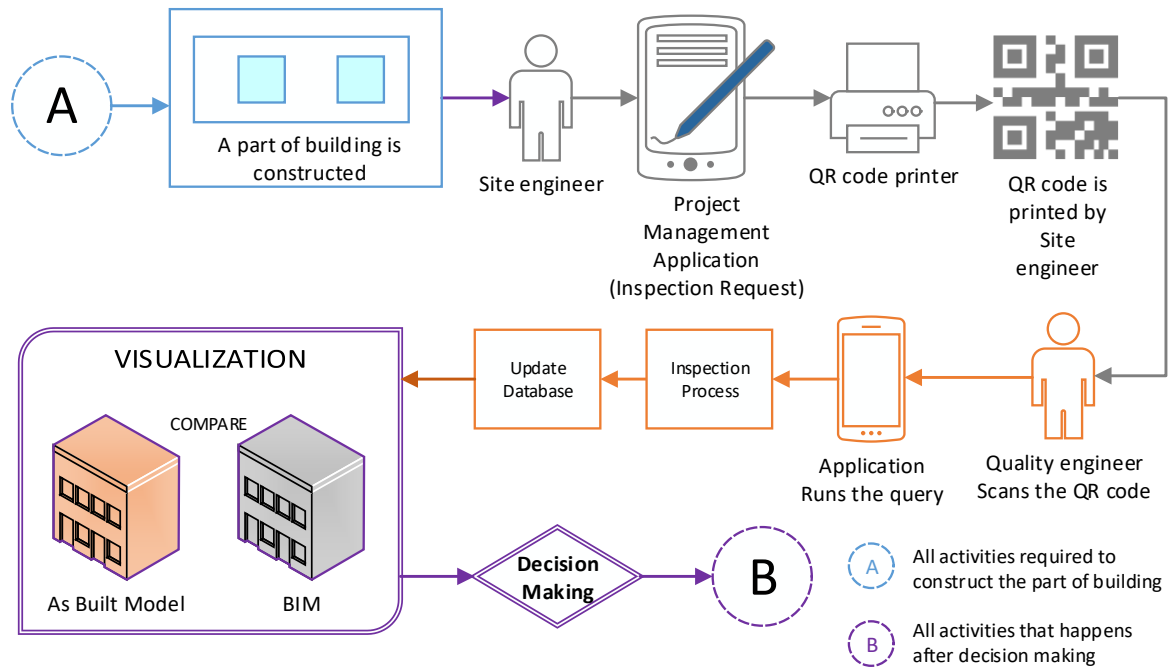 A
A part of building is
constructed
Site engineer
Project
Management
Application
(Inspection Request)
QR code printer
QR code is
printed by
Site
engineer
VISUALIZATION
COMPARE
As Built Model
BIM
Update
Database
Inspection
Process
Application
Runs the query
Quality engineer
Scans the QR code
Decision
Making
B
A
All activities required to
construct the part of building
B
All activities that happens
after decision making